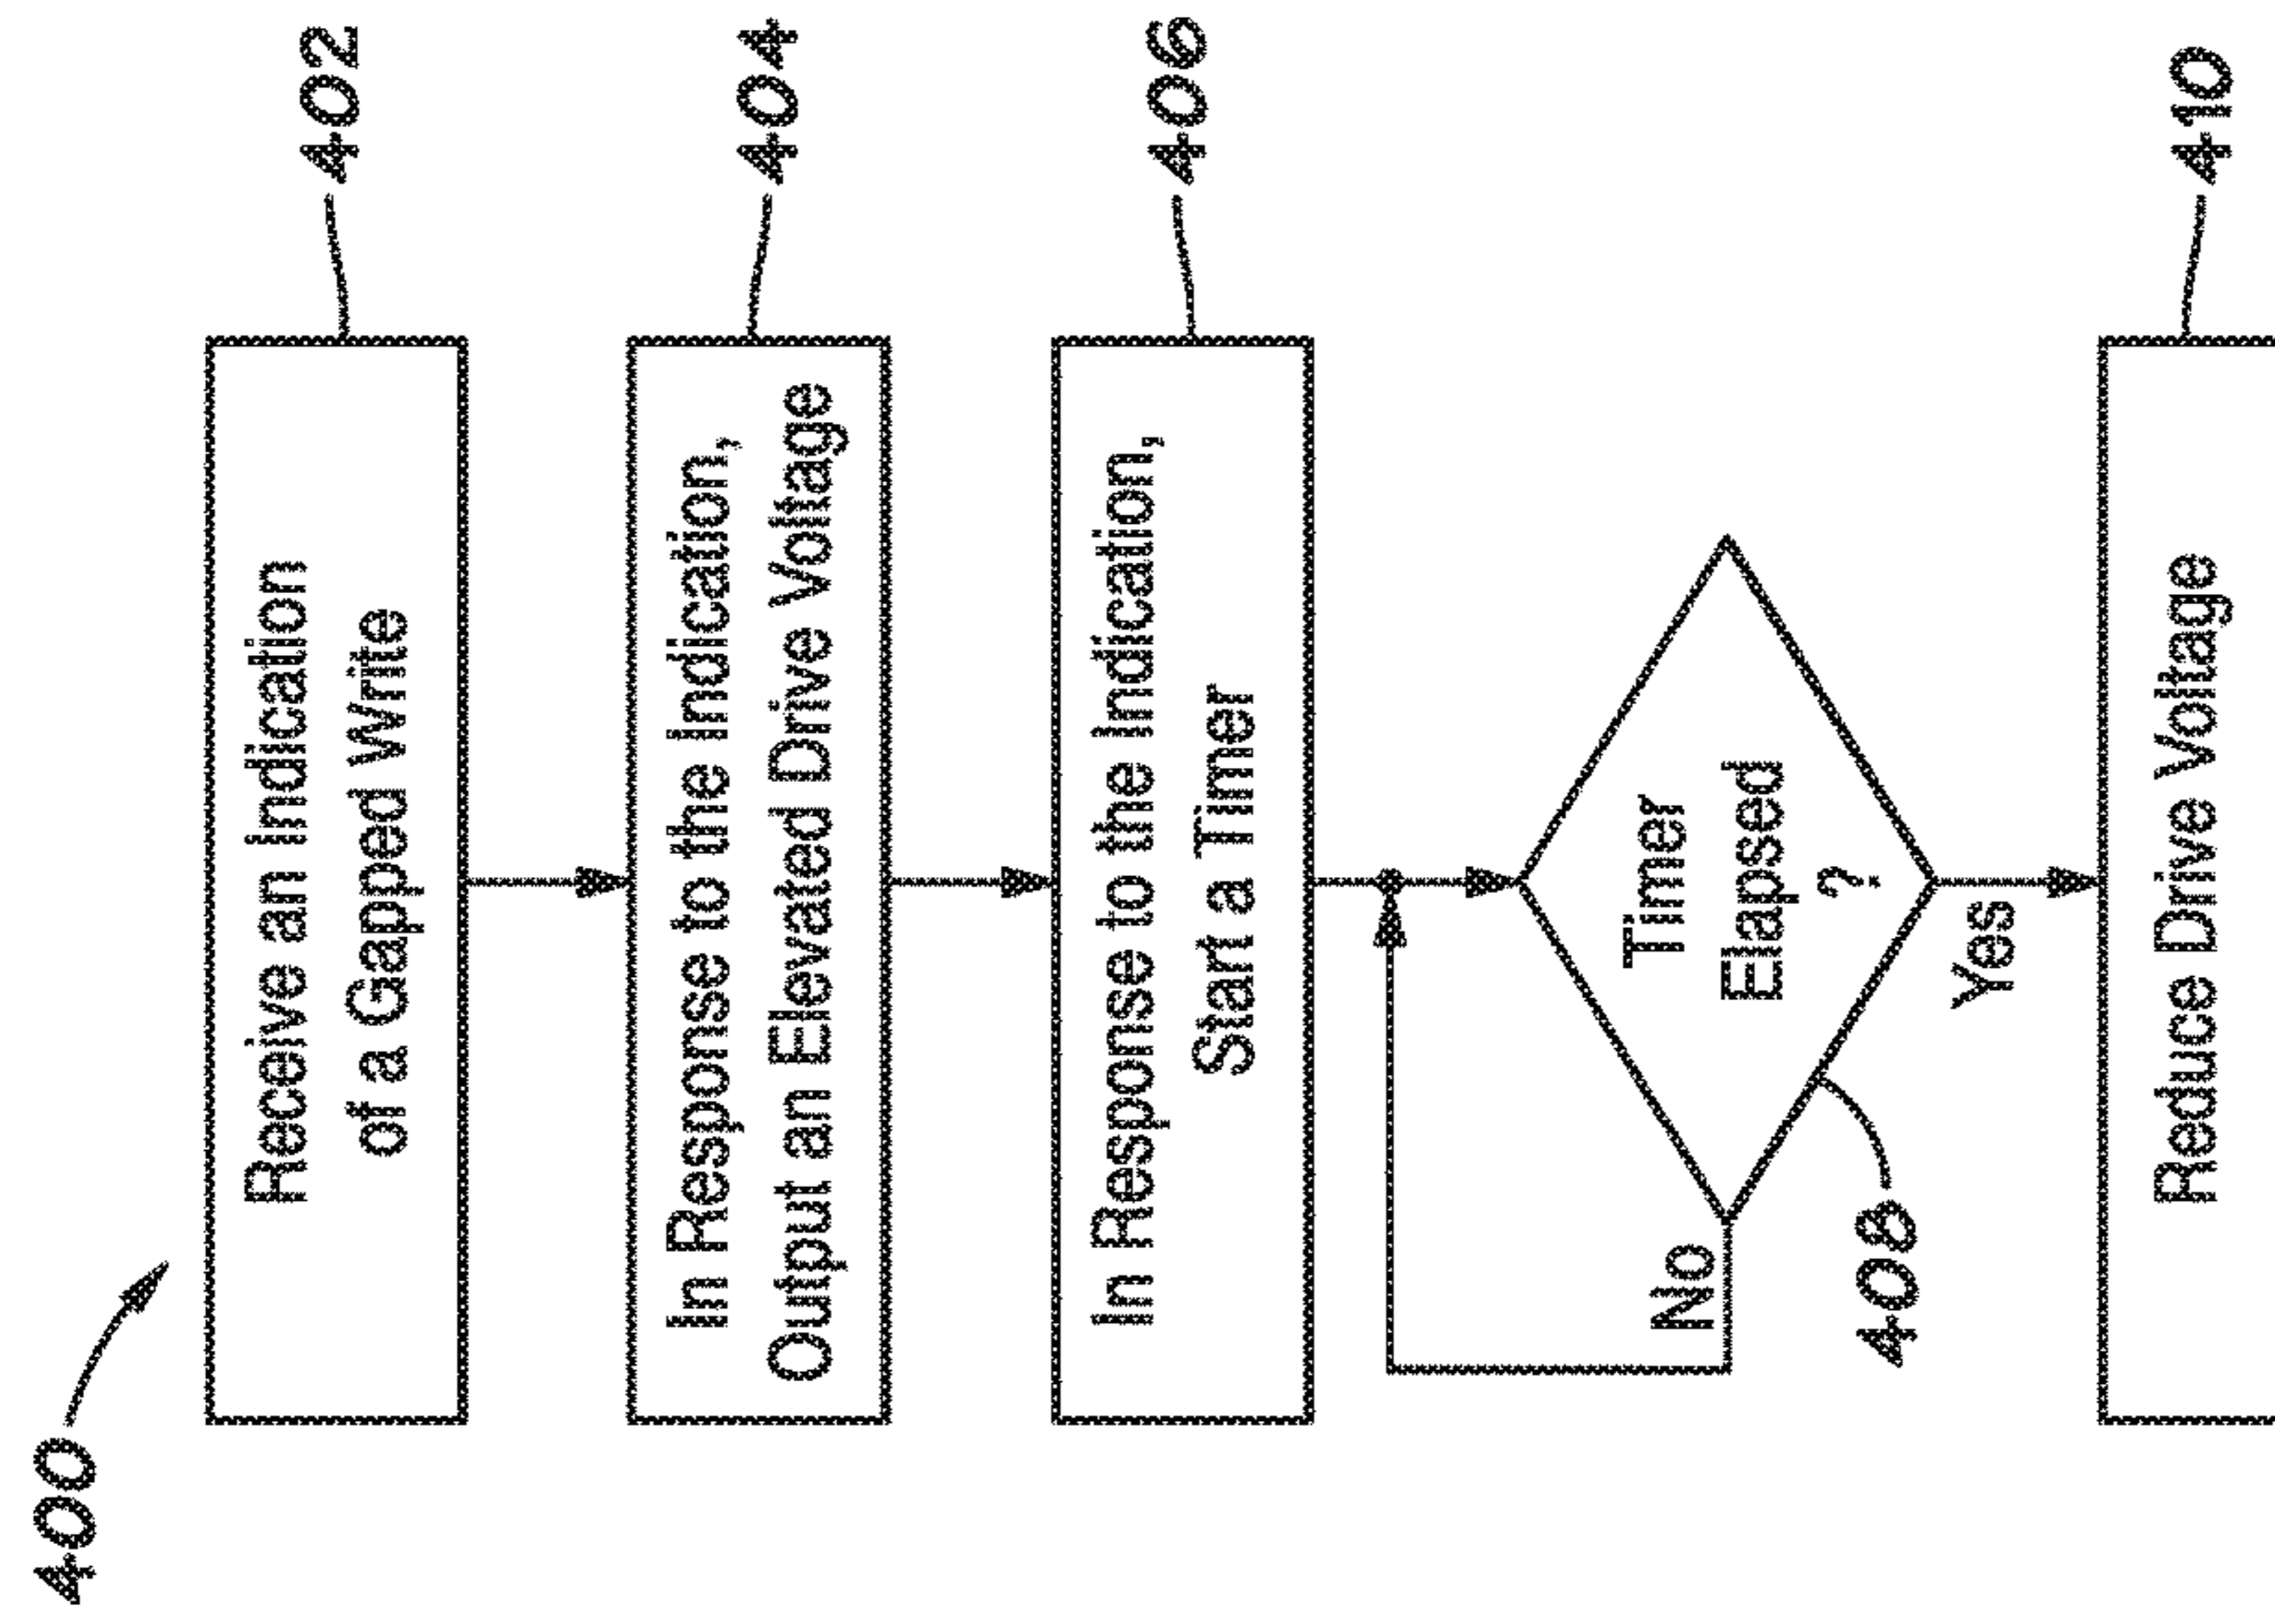 400
Receive an Indication
of a Gapped Write
402
In Response to the Indication,
Output an Elevated Drive Voltage
404
In Response to the Indication,
Start a Timer
406
Timer
Elapsed
?
No
408
Yes
Reduce Drive Voltage
410